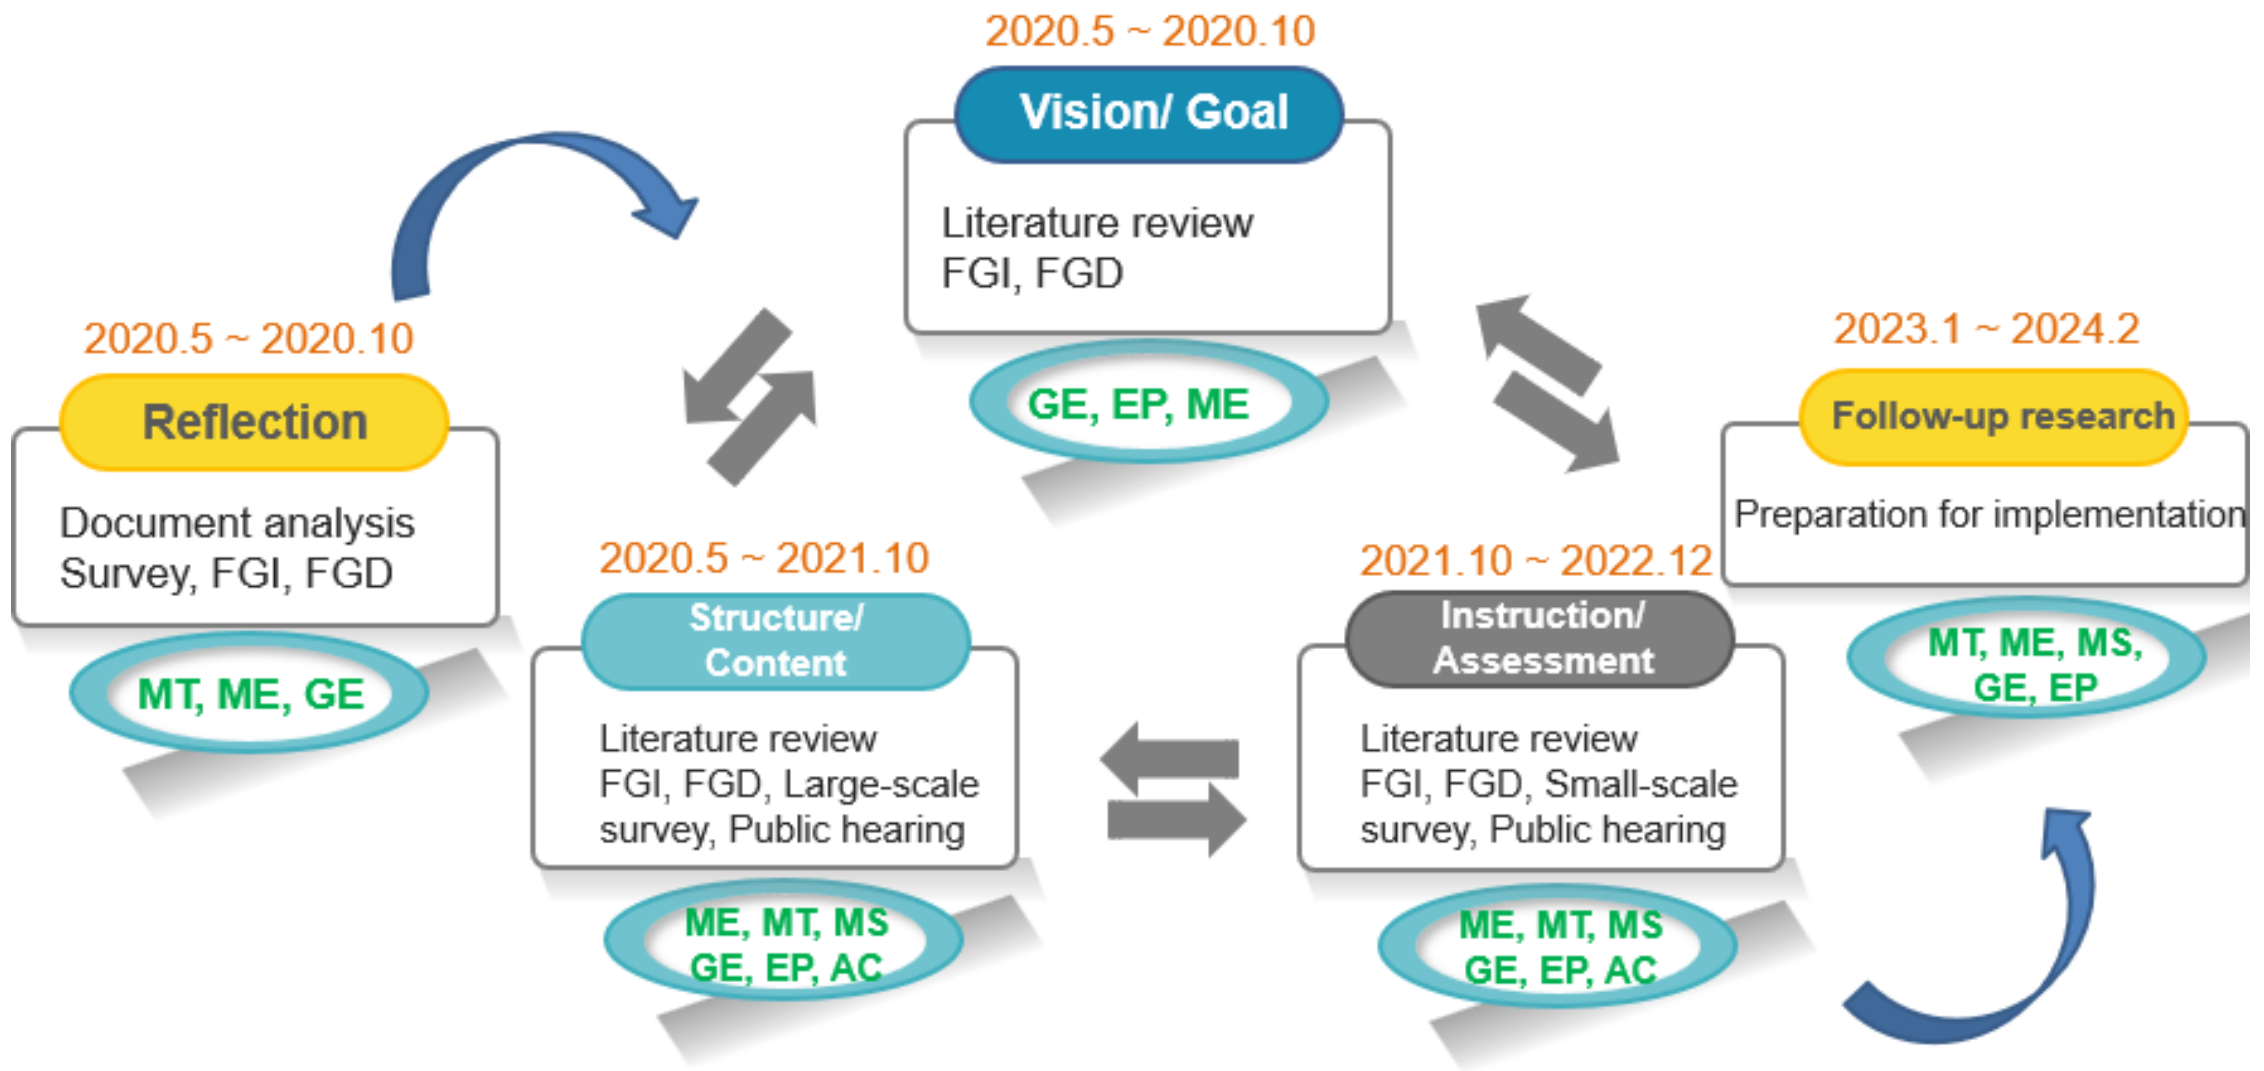 2020.5 ~ 2020.10
Vision/ Goal
Literature review
FGI, FGD
GE, EP, ME
2020.5 ~ 2020.10
Reflection
Document analysis
Survey, FGI, FGD
MT, ME, GE
2020.5 ~ 2021.10
Structure/
Content
Literature review
FGI, FGD, Large-scale
survey, Public hearing
ME, MT, MS
GE, EP, AC
2021.10 ~ 2022.12
Instruction/
Assessment
Literature review
FGI, FGD, Small-scale
survey, Public hearing
ME, MT, MS
GE, EP, AC
2023.1 ~ 2024.2
Follow-up research
Preparation for implementation
MT, ME, MS,
GE, EP